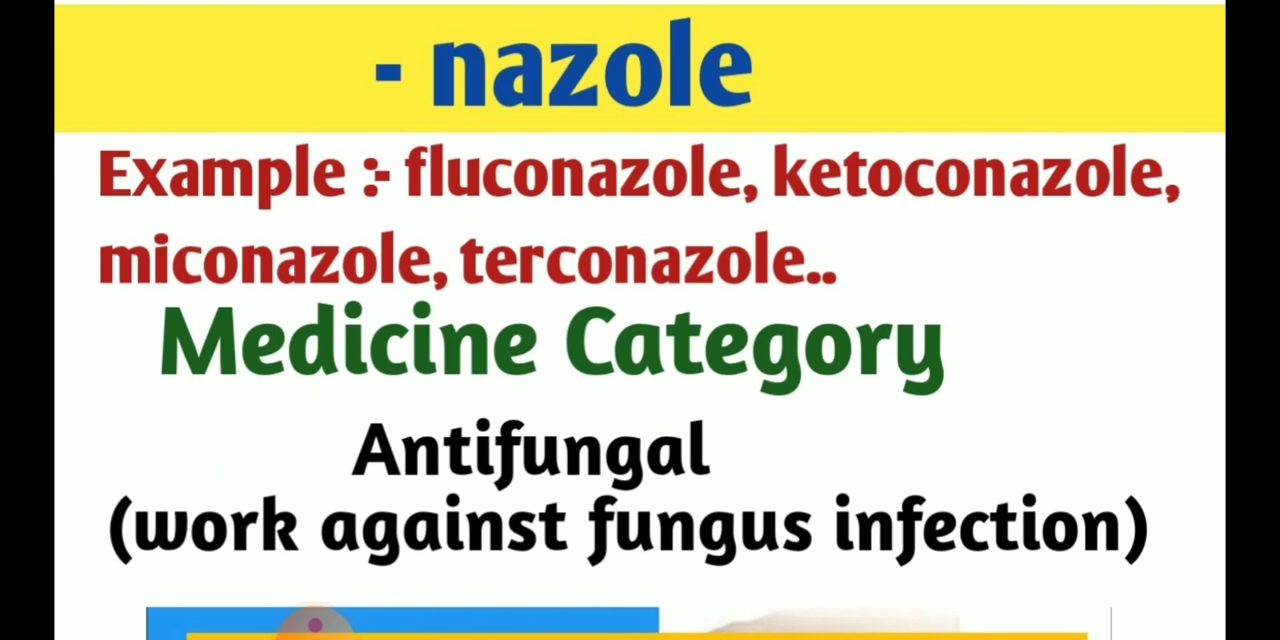 - nazole
Example :- fluconazole, ketoconazole,
miconazole, terconazole..
Medicine Category
Antifungal
(work against fungus infection)